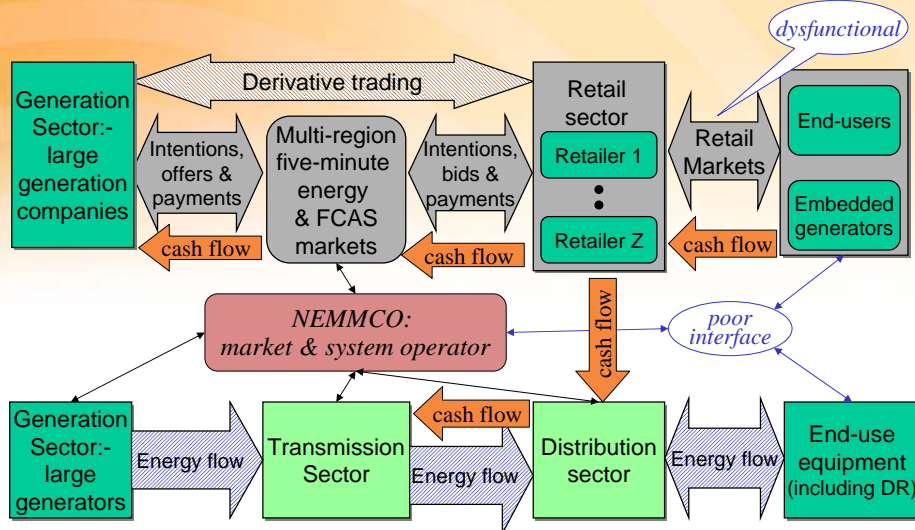 dysfunctional
Generation
Sector:-
large
generation
companies
Derivative trading
Intentions,
offers &
payments
cash flow
Multi-region
five-minute
energy
& FCAS
markets
Intentions,
bids &
payments
cash flow
Retail
sector
Retailer 1
Retailer Z
Retail
Markets
cash flow
End-users
Embedded
generators
NEMMCO:
market & system operator
cash flow
poor
interface
Generation
Sector:-
large
generators
Energy flow
Transmission
Sector
cash flow
Energy flow
Distribution
sector
Energy flow
End-use
equipment
(including DR)